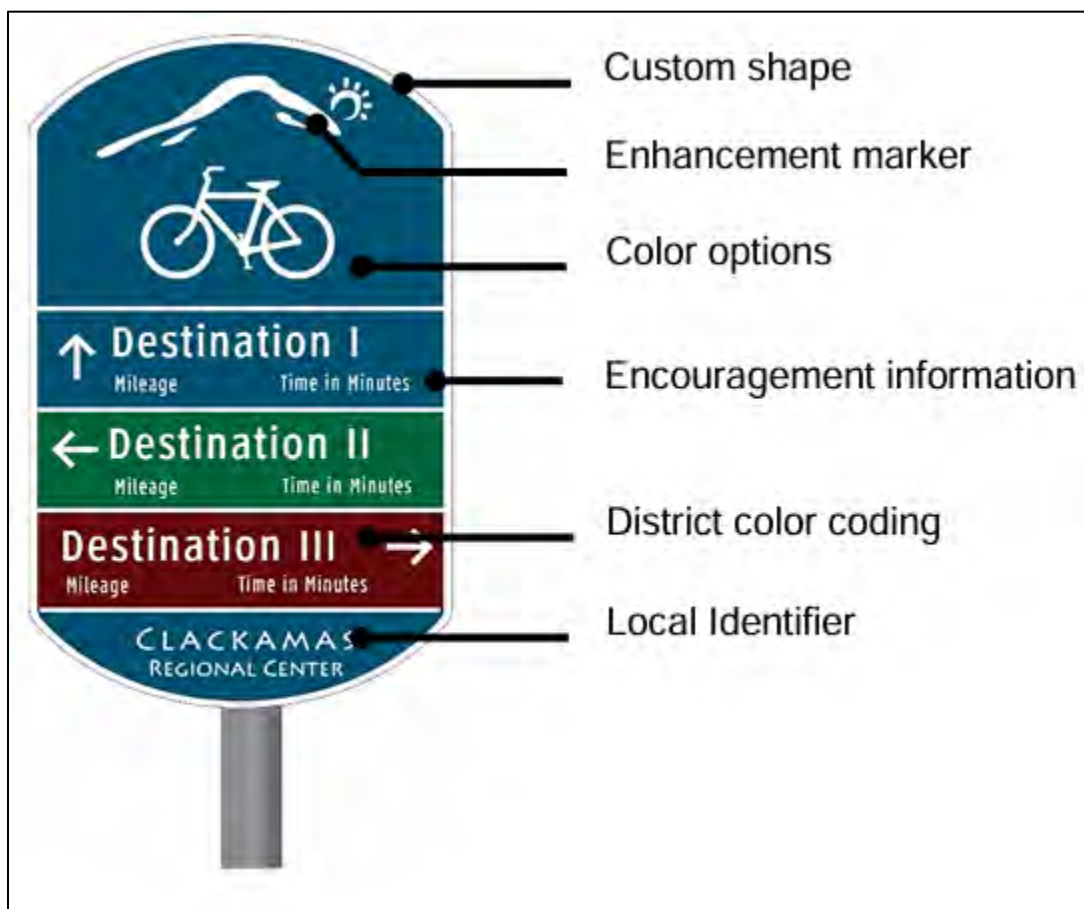 Custom shape
Enhancement marker
Color options
Encouragement information
District color coding
Local Identifier
Destination I
Mileage Time in Minutes
Destination II
Mileage Time in Minutes
Destination III
Mileage Time in Minutes
CLACKAMAS
REGIONAL CENTER